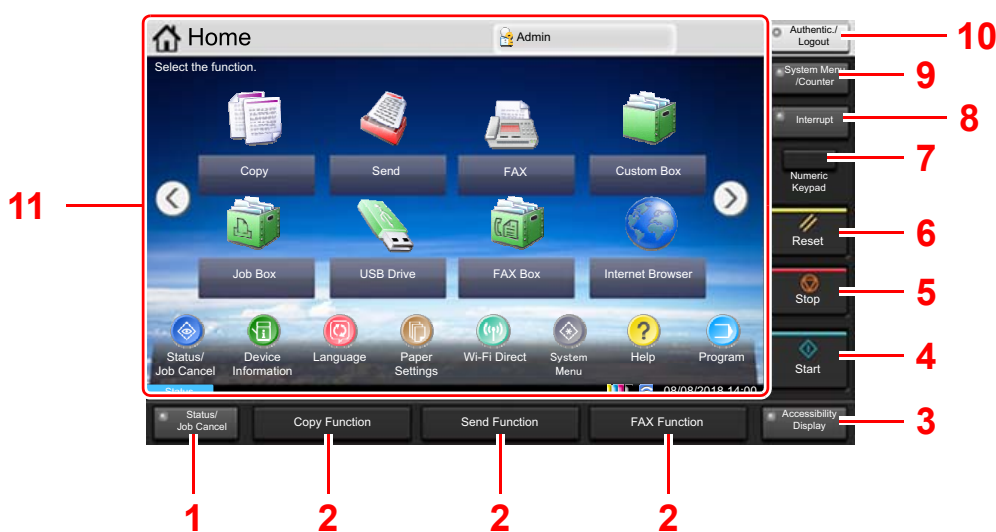 Home
Admin
Authentic./
Logout
10
Select the function.
System Menu
/Counter
9
Interrupt
8
Copy
Send
FAX
Custom Box
7
Numeric
Keypad
11
Reset
6
Job Box
USB Drive
FAX Box
Internet Browser
Stop
5
Status/
Job Cancel
Device
Information
Language
Paper
Settings
Wi-Fi Direct
System
Menu
Help
Program
Start
4
Status
08/08/2018 14:00
Status/
Job Cancel
Copy Function
Send Function
FAX Function
Accessibility
Display
3
1
2
2
2